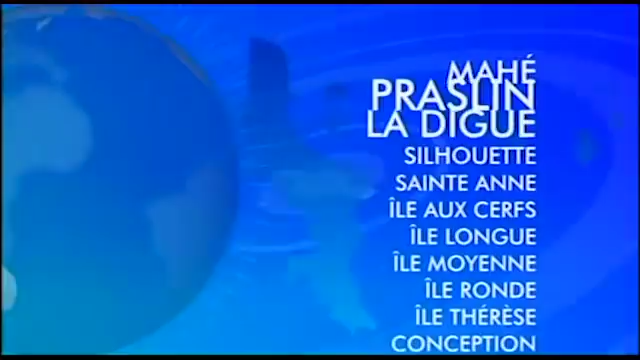 MAHÉ
PRASLIN
LA DIGUE
SILHOUETTE
SAINTE ANNE
ÎLE AUX CERFS
ÎLE LONGUE
ÎLE MOYENNE
ÎLE RONDE
ÎLE THÉRÈSE
CONCEPTION